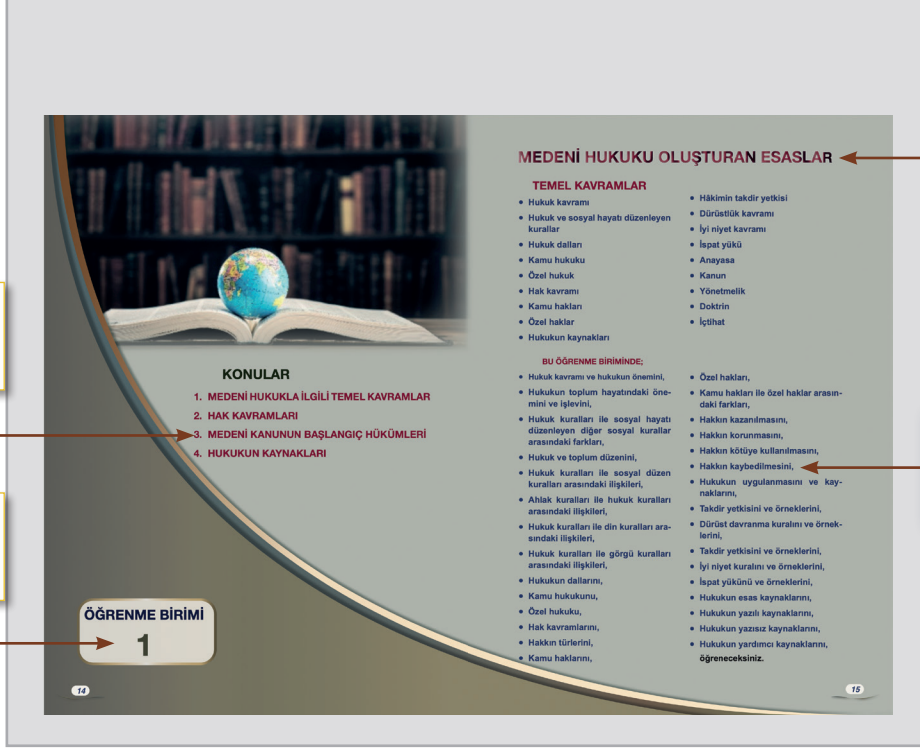 KONULAR
1. MEDENİ HUKUKLA İLGİLİ TEMEL KAVRAMLAR
2. HAK KAVRAMLARI
3. MEDENİ KANUNUN BAŞLANGIÇ HÜKÜMLERİ
4. HUKUKUN KAYNAKLARI
ÖĞRENME BİRİMİ
1
14
MEDENİ HUKUKU OLUŞTURAN ESASLAR
TEMEL KAVRAMLAR
• Hukuk kavramı
• Hukuk ve sosyal hayatı düzenleyen
kurallar
• Hukuk dalları
• Kamu hukuku
• Özel hukuk
• Hak kavramı
• Kamu hakları
• Özel haklar
• Hukukun kaynakları
• Hâkimin takdir yetkisi
• Dürüstlük kavramı
• İyi niyet kavramı
• İspat yükü
• Anayasa
• Kanun
• Yönetmelik
• Doktrin
• İçtihat
BU ÖĞRENME BİRİMİNDE;
• Hukuk kavramı ve hukukun önemini,
• Hukukun toplum hayatındaki öne-
mini ve işlevini,
• Hukuk kuralları ile sosyal hayatı
düzenleyen diğer sosyal kurallar
arasındaki farkları,
• Hukuk ve toplum düzenini,
• Hukuk kuralları ile sosyal düzen
kuralları arasındaki ilişkileri,
• Ahlak kuralları ile hukuk kuralları
arasındaki ilişkileri,
• Hukuk kuralları ile din kuralları ara-
sındaki ilişkileri,
• Hukuk kuralları ile görgü kuralları
arasındaki ilişkileri,
• Hukukun dallarını,
• Kamu hukukunu,
• Özel hukuku,
• Hak kavramlarını,
• Hakkın türlerini,
• Kamu haklarını,
• Özel hakları,
• Kamu hakları ile özel haklar arasın-
daki farkları,
• Hakkın kazanılmasını,
• Hakkın korunmasını,
• Hakkın kötüye kullanılmasını,
• Hakkın kaybedilmesini,
• Hukukun uygulanmasını ve kay-
naklarını,
• Takdir yetkisini ve örneklerini,
• Dürüst davranma kuralını ve örnek-
lerini,
• Takdir yetkisini ve örneklerini,
• İyi niyet kuralını ve örneklerini,
• İspat yükünü ve örneklerini,
• Hukukun esas kaynaklarını,
• Hukukun yazılı kaynaklarını,
• Hukukun yazısız kaynaklarını,
• Hukukun yardımcı kaynaklarını,
öğreneceksiniz.
15